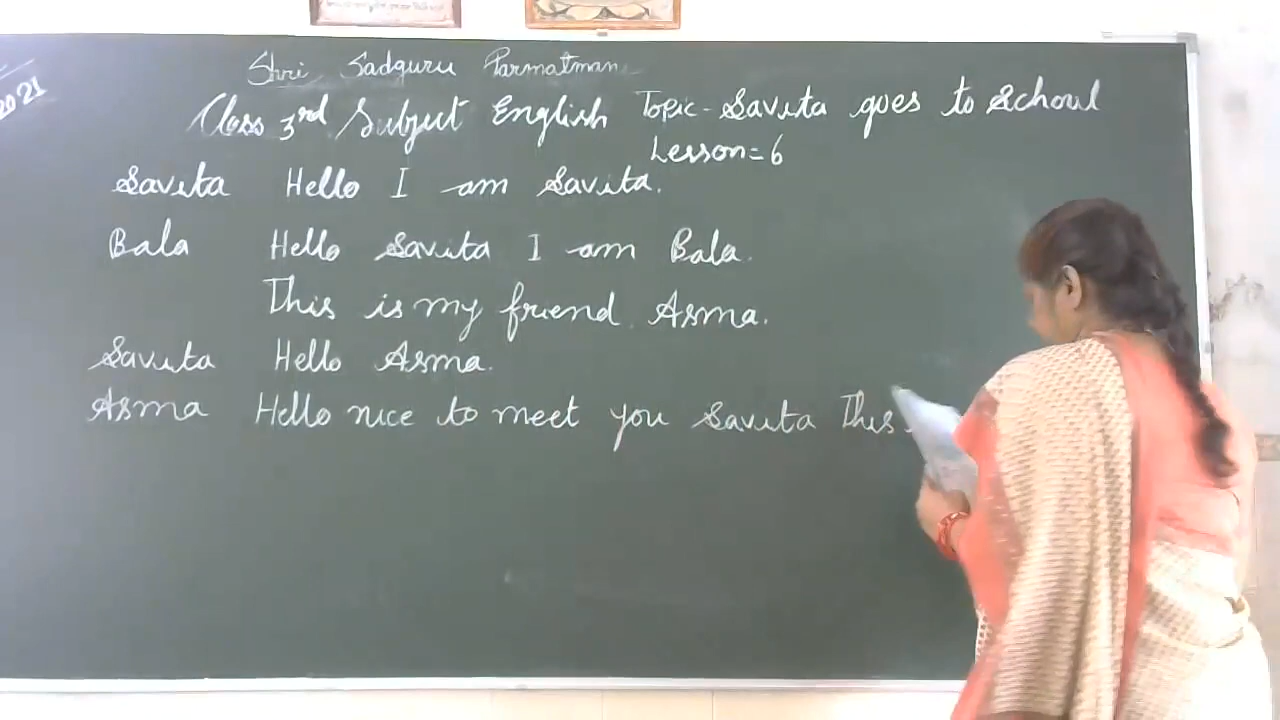 Shri Sadguru Parmatman
2021
Class 3rd Subject English Topic - Savita goes to School
Lesson = 6
Savita Hello I am Savita.
Bala Hello Savita I am Bala.
This is my friend Asma.
Savita Hello Asma.
Asma Hello nice to meet you Savita This